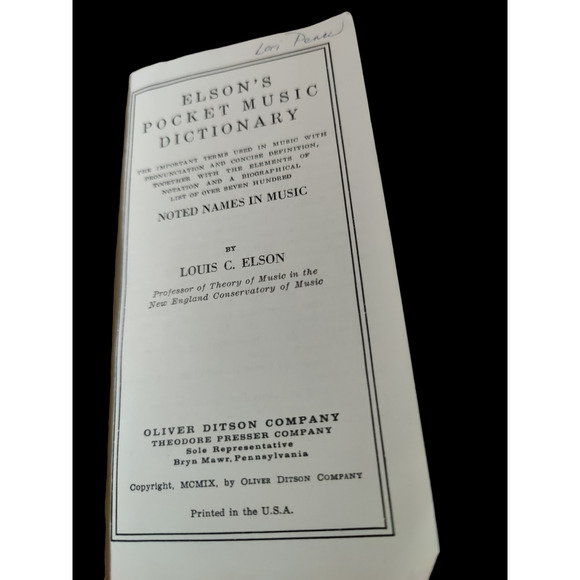 ELSON'S
POCKET MUSIC
DICTIONARY
THE IMPORTANT TERMS USED IN MUSIC WITH
PRONUNCIATION AND CONCISE DEFINITION,
TOGETHER WITH THE ELEMENTS OF
NOTATION AND A BIOGRAPHICAL
LIST OF OVER SEVEN HUNDRED
NOTED NAMES IN MUSIC
BY
LOUIS C. ELSON
Professor of Theory of Music in the
New England Conservatory of Music
OLIVER DITSON COMPANY
THEODORE PRESSER COMPANY
Sole Representative
Bryn Mawr, Pennsylvania
Copyright, MCMIX, by OLIVER DITSON COMPANY
Printed in the U.S.A.